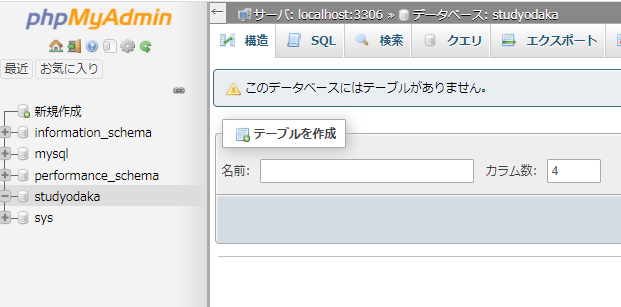 phpMyAdmin
最近 お気に入り
新規作成
information_schema
mysql
performance_schema
studyodaka
sys
サーバ: localhost:3306 » データベース: studyodaka
構造 SQL 検索 クエリ エクスポート
このデータベースにはテーブルがありません。
テーブルを作成
名前: カラム数: 4